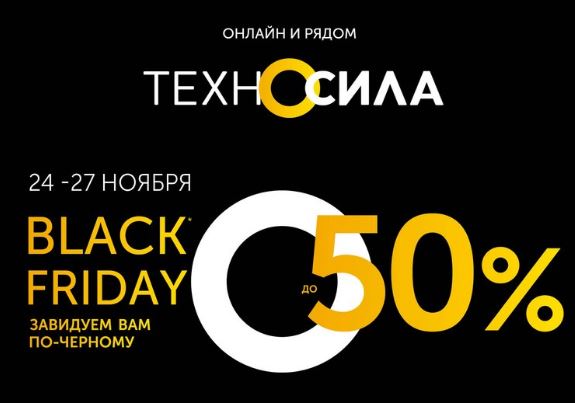 ОНЛАЙН И РЯДОМ
ТЕХНОСИЛА
24 -27 НОЯБРЯ
BLACK*
FRIDAY
ДО 50%
ЗАВИДУЕМ ВАМ
ПО-ЧЕРНОМУ